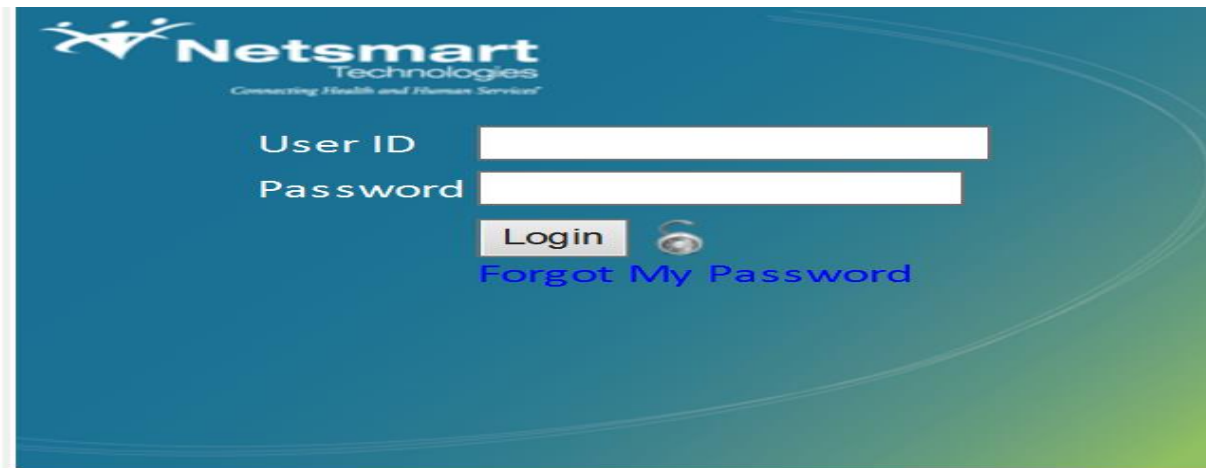 Netsmart
Technologies
Connecting Health and Human Services
User ID
Password
Login
Forgot My Password